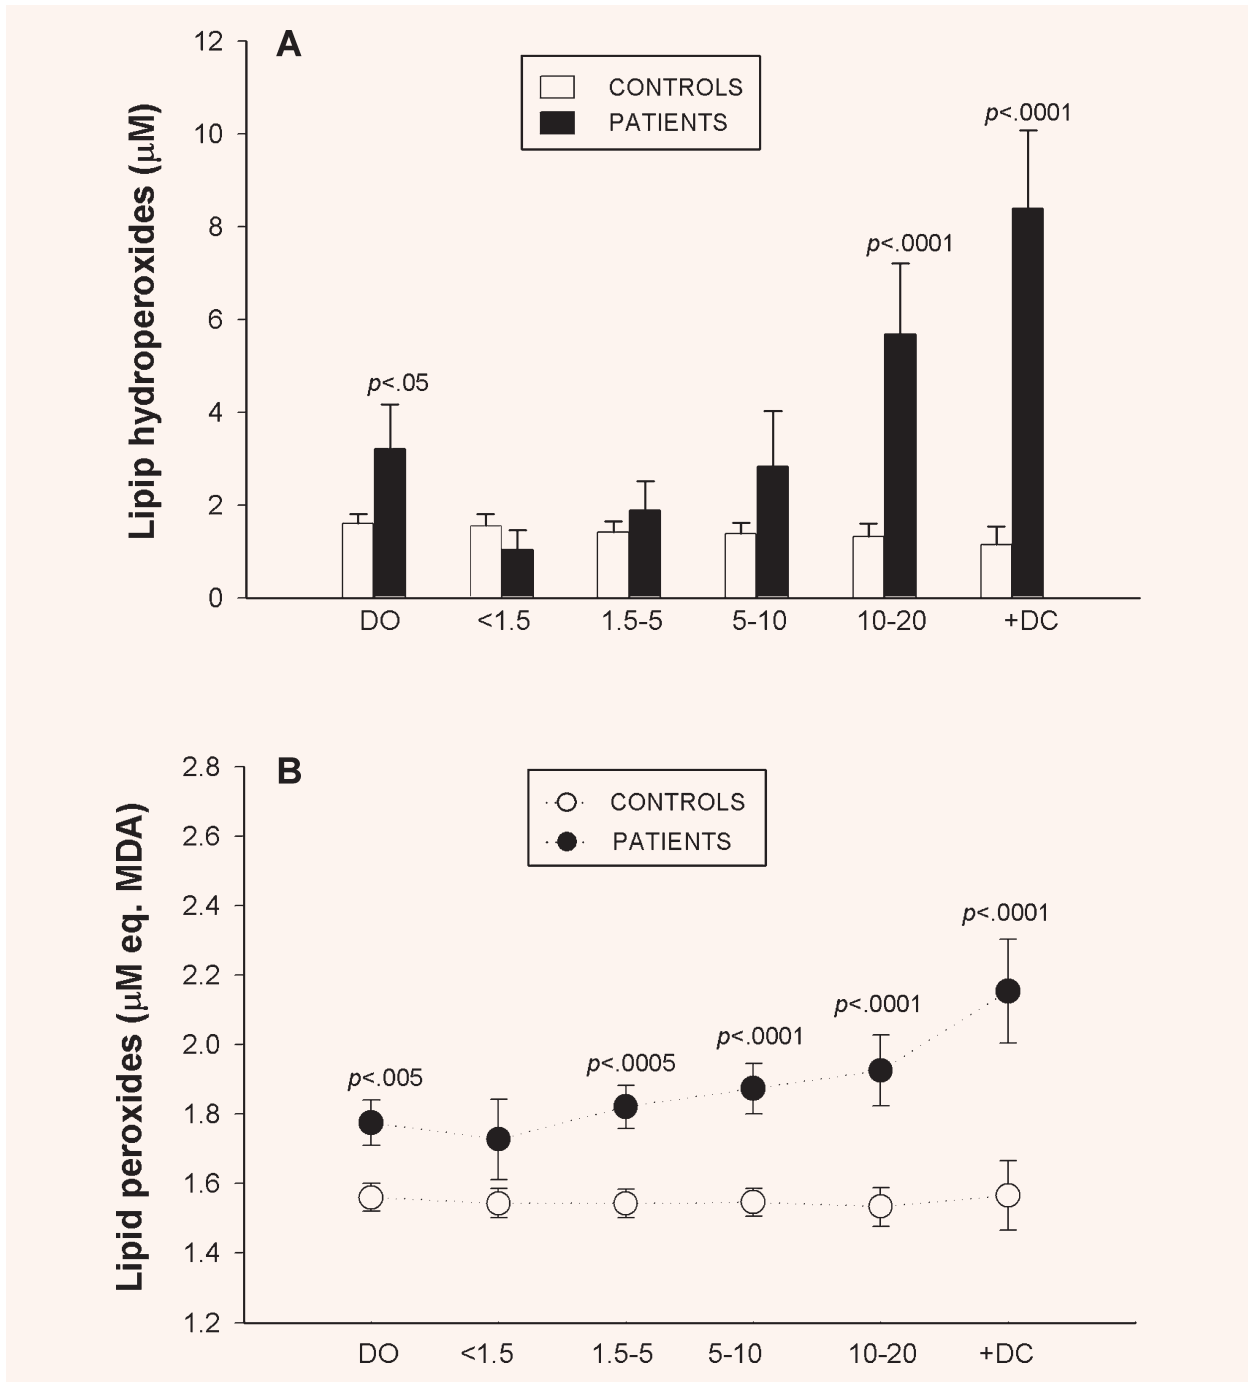 A
12
10
8
6
4
2
0
Lipip hydroperoxides (μM)
CONTROLS
PATIENTS
p<.05
p<.0001
p<.0001
DO <1.5 1.5-5 5-10 10-20 +DC
B
2.8
2.6
2.4
2.2
2.0
1.8
1.6
1.4
1.2
Lipid peroxides (μM eq. MDA)
CONTROLS
PATIENTS
p<.005
p<.0005
p<.0001
p<.0001
p<.0001
DO <1.5 1.5-5 5-10 10-20 +DC